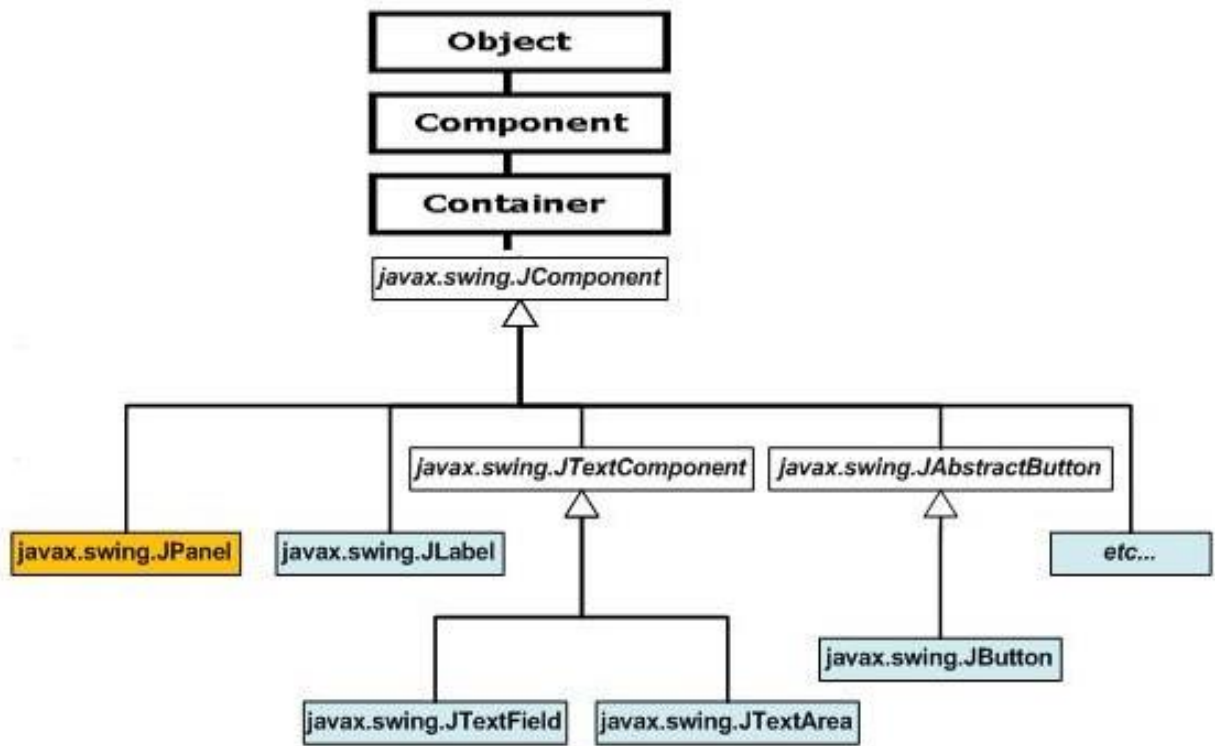 Object
Component
Container
javax.swing.JComponent
javax.swing.JTextComponent
javax.swing.JAbstractButton
javax.swing.JPanel
javax.swing.JLabel
etc...
javax.swing.JButton
javax.swing.JTextField
javax.swing.JTextArea